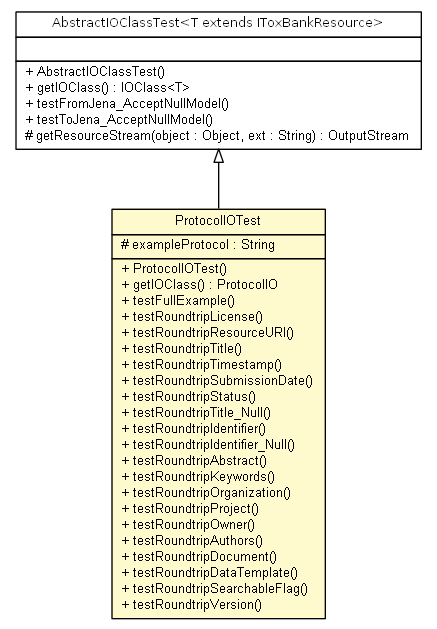 AbstractIOClassTest<T extends IToxBankResource>
+ AbstractIOClassTest()
+ getIOClass() : IOClass<T>
+ testFromJena_AcceptNullModel()
+ testToJena_AcceptNullModel()
# getResourceStream(object : Object, ext : String) : OutputStream
ProtocolIOTest
# exampleProtocol : String
+ ProtocolIOTest()
+ getIOClass() : ProtocolIO
+ testFullExample()
+ testRoundtripLicense()
+ testRoundtripResourceURI()
+ testRoundtripTitle()
+ testRoundtripTimestamp()
+ testRoundtripSubmissionDate()
+ testRoundtripStatus()
+ testRoundtripTitle_Null()
+ testRoundtripIdentifier()
+ testRoundtripIdentifier_Null()
+ testRoundtripAbstract()
+ testRoundtripKeywords()
+ testRoundtripOrganization()
+ testRoundtripProject()
+ testRoundtripOwner()
+ testRoundtripAuthors()
+ testRoundtripDocument()
+ testRoundtripDataTemplate()
+ testRoundtripSearchableFlag()
+ testRoundtripVersion()